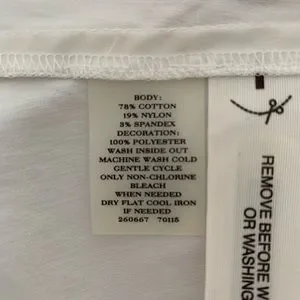 BODY:
78% COTTON
19% NYLON
3% SPANDEX
DECORATION:
100% POLYESTER
WASH INSIDE OUT
MACHINE WASH COLD
GENTLE CYCLE
ONLY NON-CHLORINE
BLEACH
WHEN NEEDED
DRY FLAT COOL IRON
IF NEEDED
260667 70115
REMOVE BEFORE W
OR WASHING